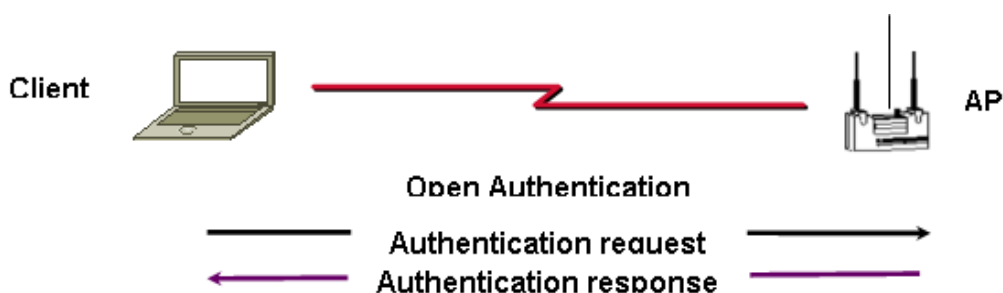 Client
AP
Open Authentication
Authentication request
Authentication response